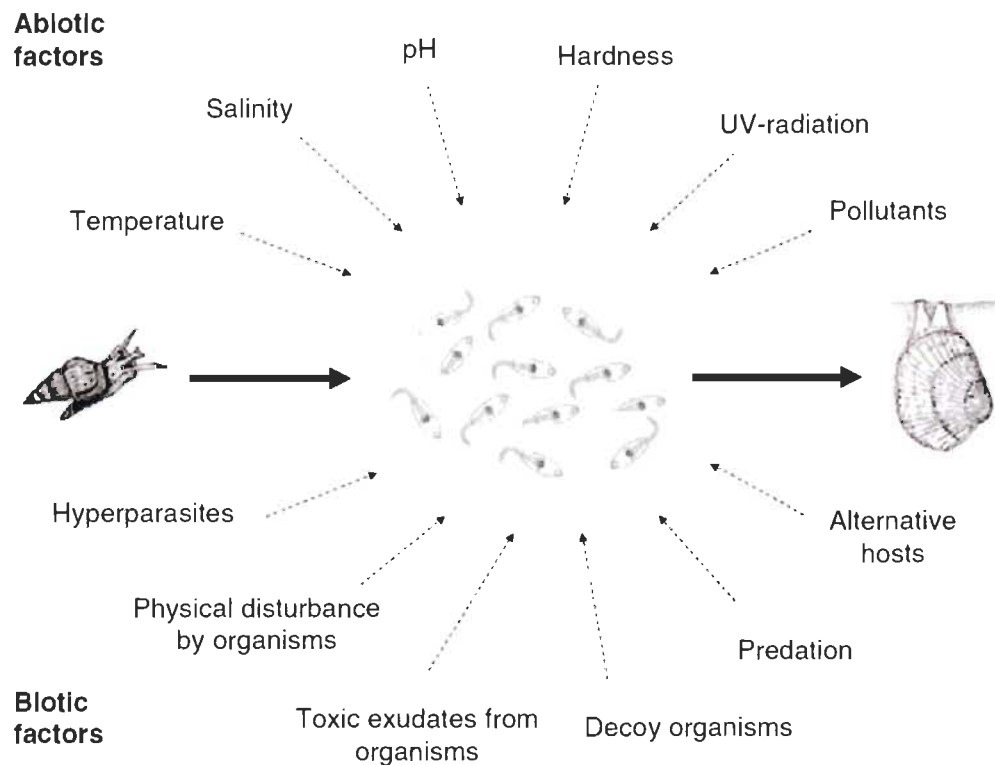 Abiotic
factors
pH
Hardness
Salinity
UV-radiation
Temperature
Pollutants
Hyperparasites
Alternative
hosts
Physical disturbance
by organisms
Predation
Biotic
factors
Toxic exudates from
organisms
Decoy organisms